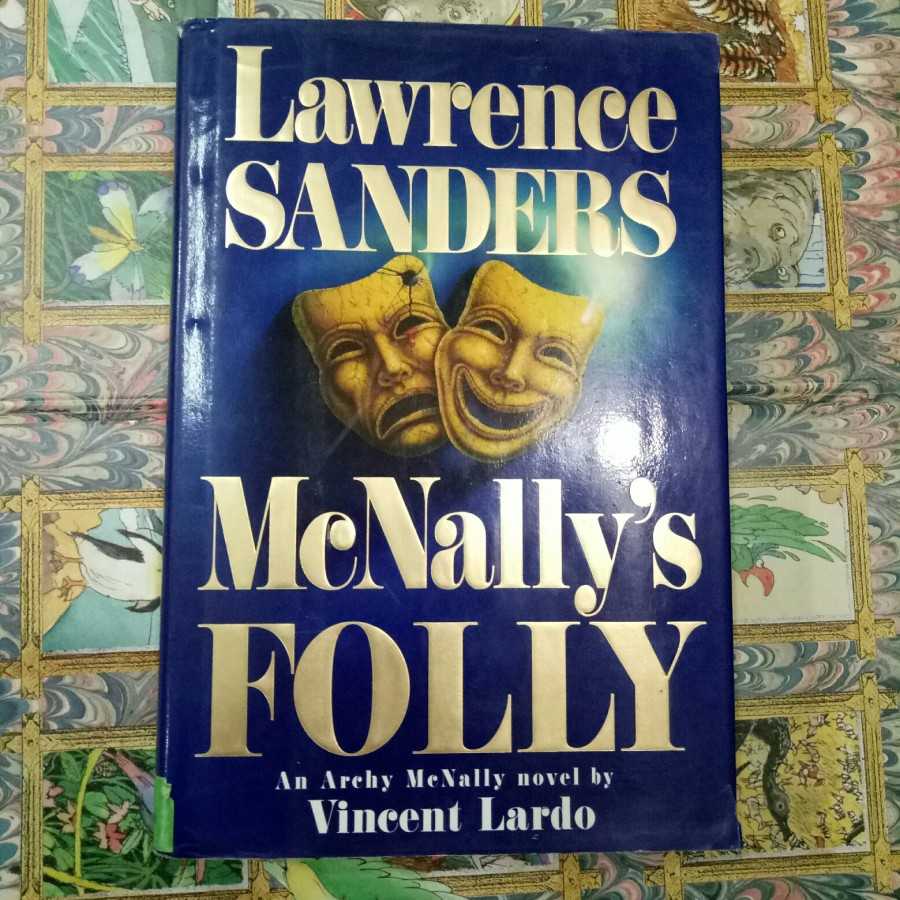 Lawrence
SANDERS
McNally's
FOLLY
An Archy McNally novel by
Vincent Lardo